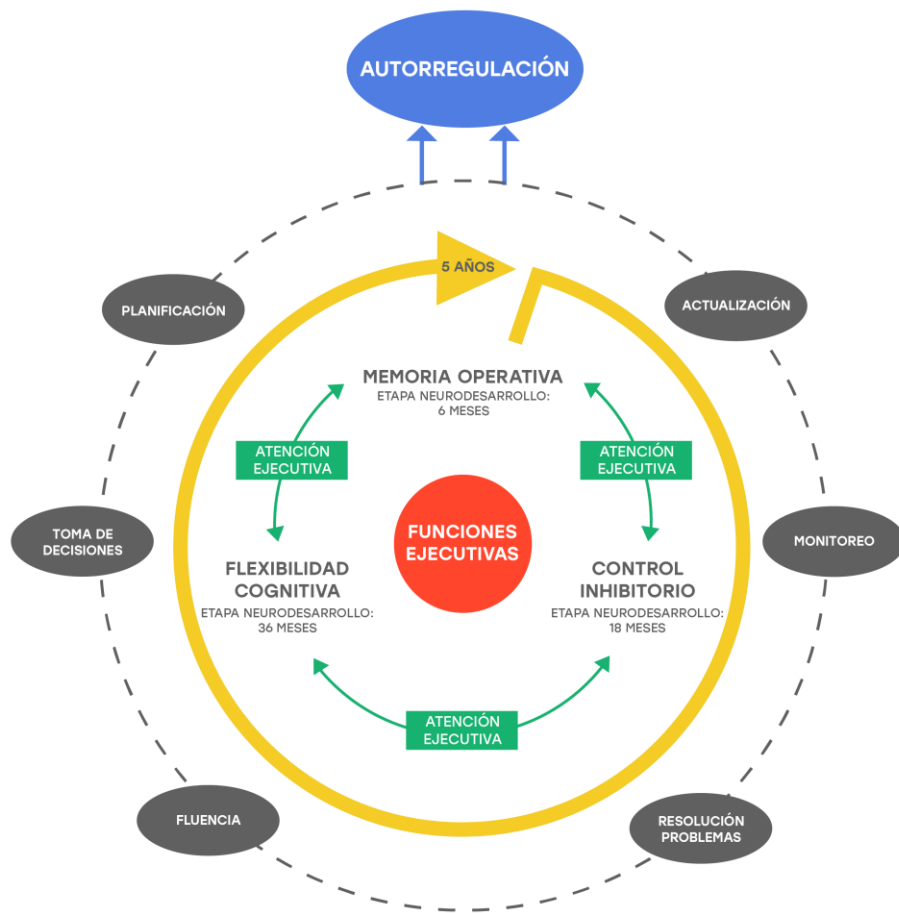 AUTORREGULACIÓN
5 AÑOS
PLANIFICACIÓN
ACTUALIZACIÓN
MEMORIA OPERATIVA
ETAPA NEURODESARROLLO:
6 MESES
ATENCIÓN
EJECUTIVA
ATENCIÓN
EJECUTIVA
TOMA DE
DECISIONES
FUNCIONES
EJECUTIVAS
MONITOREO
FLEXIBILIDAD
COGNITIVA
ETAPA NEURODESARROLLO:
36 MESES
CONTROL
INHIBITORIO
ETAPA NEURODESARROLLO:
18 MESES
ATENCIÓN
EJECUTIVA
FLUENCIA
RESOLUCIÓN
PROBLEMAS